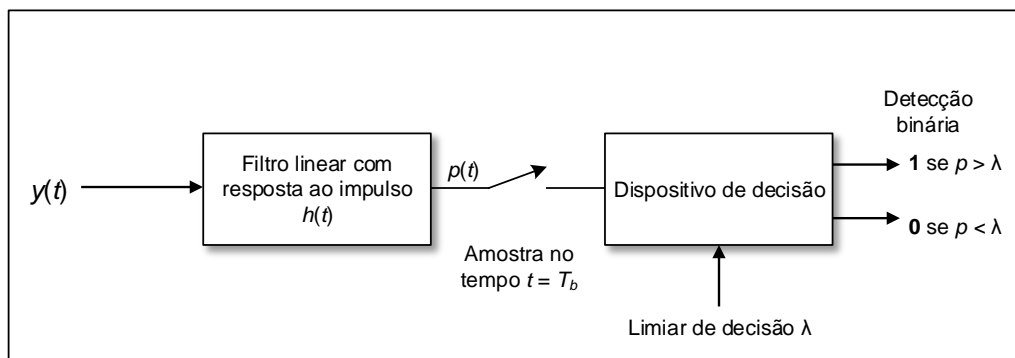 y(t)
Filtro linear com
resposta ao impulso
h(t)
p(t)
Amostra no
tempo t = T_b
Dispositivo de decisão
Limiar de decisão λ
Detecção
binária
1 se p > λ
0 se p < λ